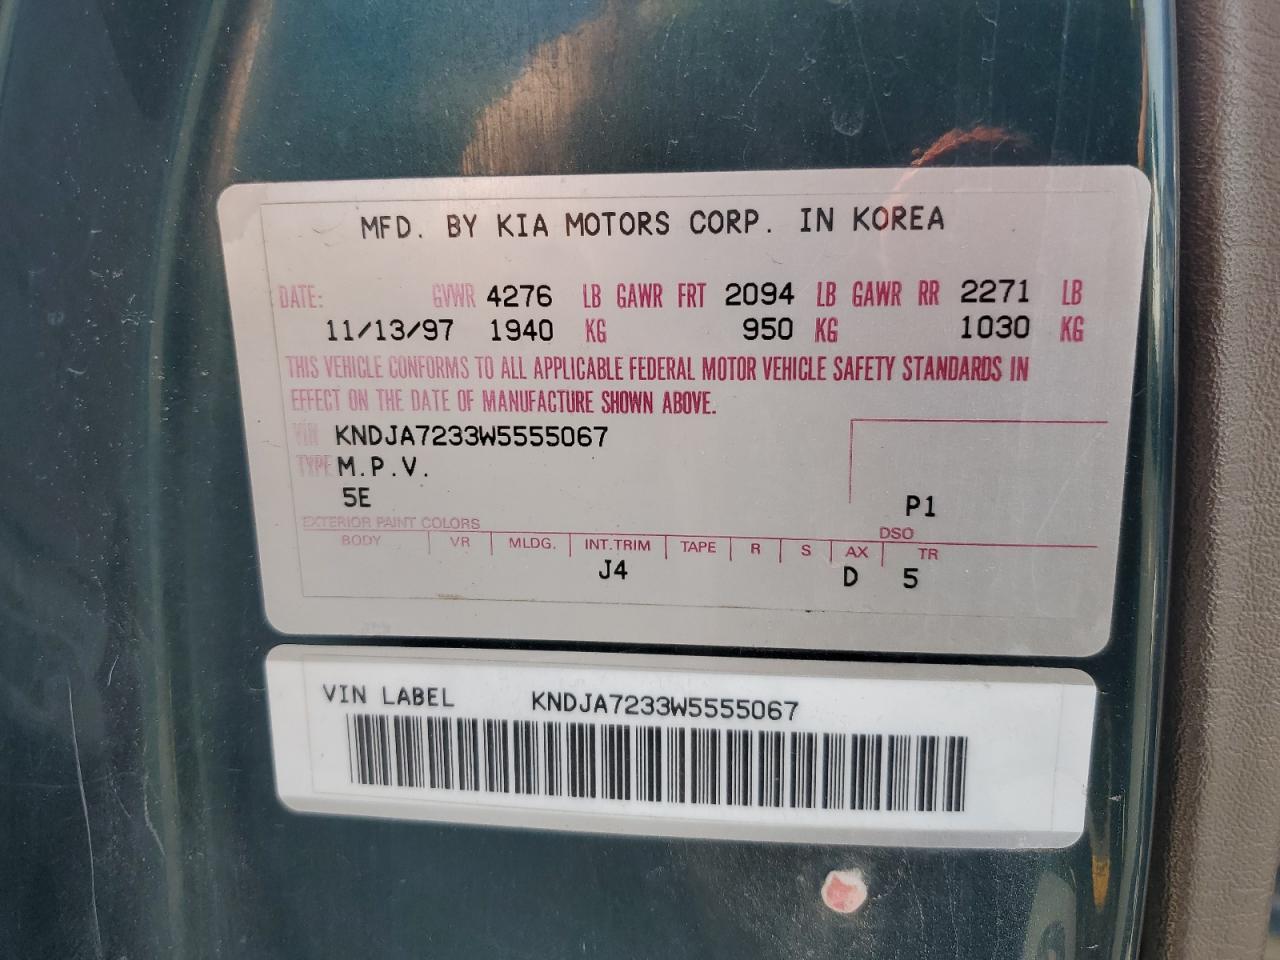 MFD. BY KIA MOTORS CORP. IN KOREA
DATE: GVWR 4276 LB GAWR FRT 2094 LB GAWR RR 2271 LB
11/13/97 1940 KG 950 KG 1030 KG
THIS VEHICLE CONFORMS TO ALL APPLICABLE FEDERAL MOTOR VEHICLE SAFETY STANDARDS IN
EFFECT ON THE DATE OF MANUFACTURE SHOWN ABOVE.
VIN KNDJA7233W5555067
TYPE M.P.V.
5E P1
EXTERIOR PAINT COLORS DSO
BODY VR MLDG. INT.TRIM TAPE R S AX TR
J4 D 5
VIN LABEL KNDJA7233W5555067